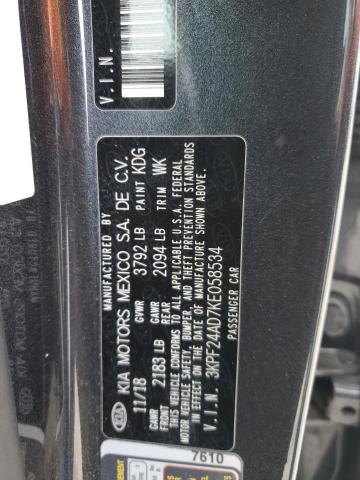 V.I.N.
MANUFACTURED BY
KIA MOTORS MEXICO S.A. DE C.V.
11/18 GVWR 3792 LB PAINT KDG
GAWR FRONT 2183 LB GAWR REAR 2094 LB TRIM WK
THIS VEHICLE CONFORMS TO ALL APPLICABLE U.S.A. FEDERAL
MOTOR VEHICLE SAFETY, BUMPER, AND THEFT PREVENTION STANDARDS
IN EFFECT ON THE DATE OF MANUFACTURE SHOWN ABOVE.
V.I.N. 3KPF24AD7KE058534
PASSENGER CAR
KIA
7610